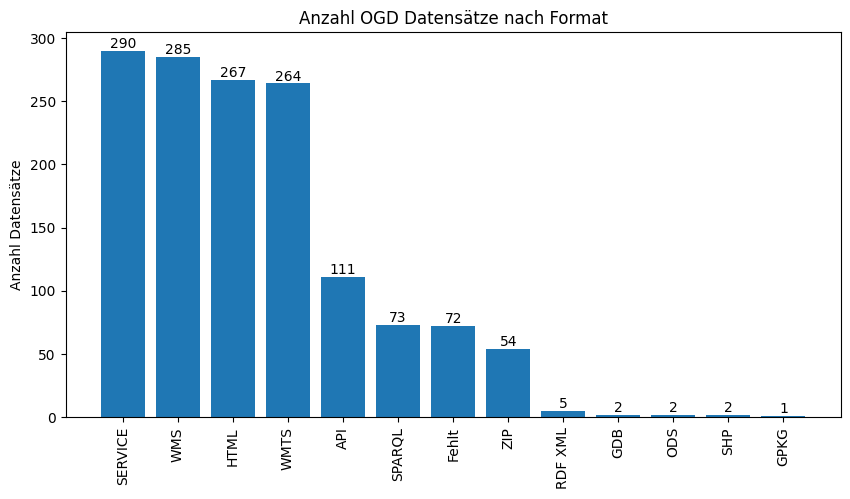 Anzahl OGD Datensätze nach Format
Anzahl Datensätze
300
250
200
150
100
50
0
290
285
267
264
111
73
72
54
5
2
2
2
1
SERVICE
WMS
HTML
WMTS
API
SPARQL
Fehlt
ZIP
RDF XML
GDB
ODS
SHP
GPKG